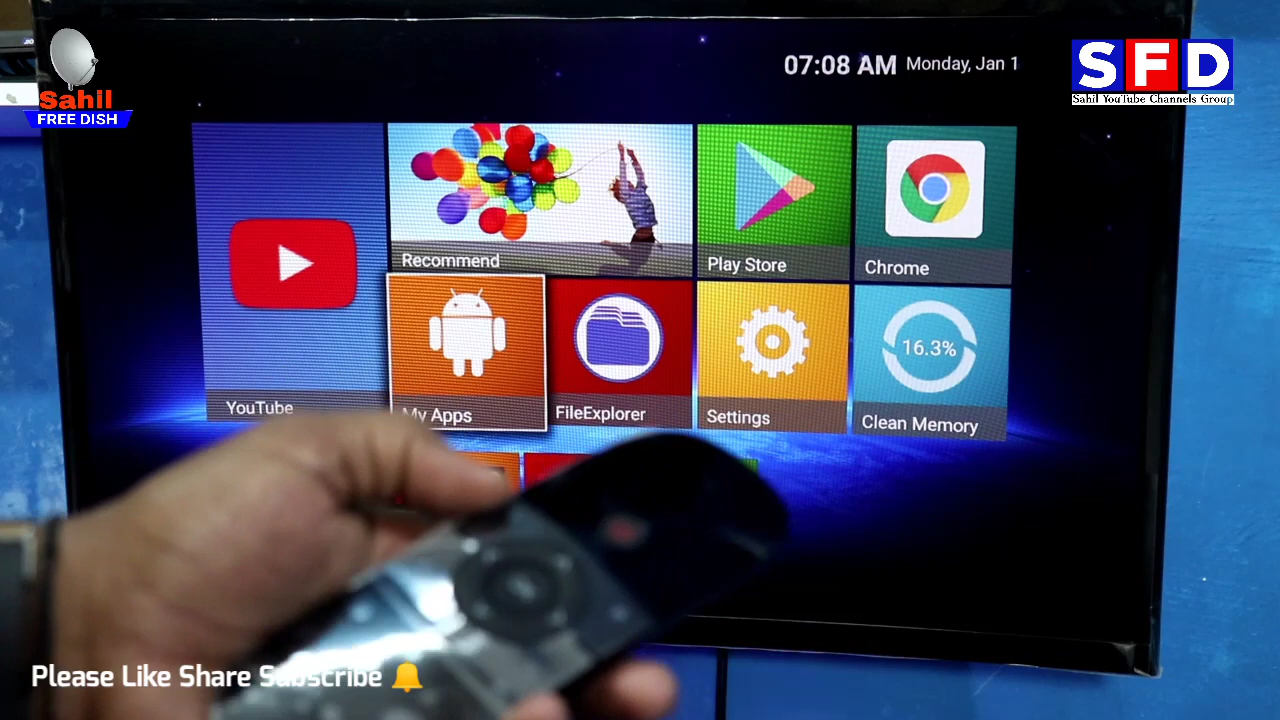 Sahil
FREE DISH
07:08 AM Monday, Jan 1
SFD
Sahil YouTube Channels Group
Recommend
Play Store
Chrome
16.3%
YouTube
My Apps
FileExplorer
Settings
Clean Memory
Please Like Share Subscribe